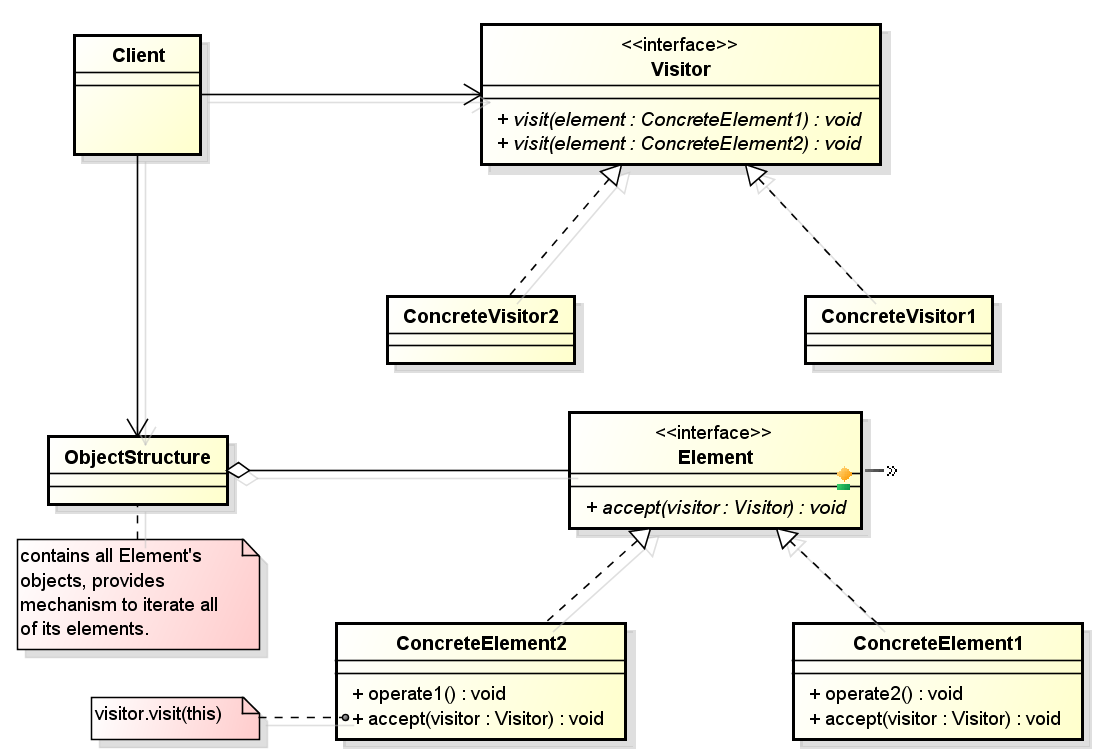 Client
<<interface>>
Visitor
+ visit(element : ConcreteElement1) : void
+ visit(element : ConcreteElement2) : void
ConcreteVisitor2
ConcreteVisitor1
ObjectStructure
<<interface>>
Element
+ accept(visitor : Visitor) : void
contains all Element's
objects, provides
mechanism to iterate all
of its elements.
ConcreteElement2
+ operate1() : void
+ accept(visitor : Visitor) : void
visitor.visit(this)
ConcreteElement1
+ operate2() : void
+ accept(visitor : Visitor) : void